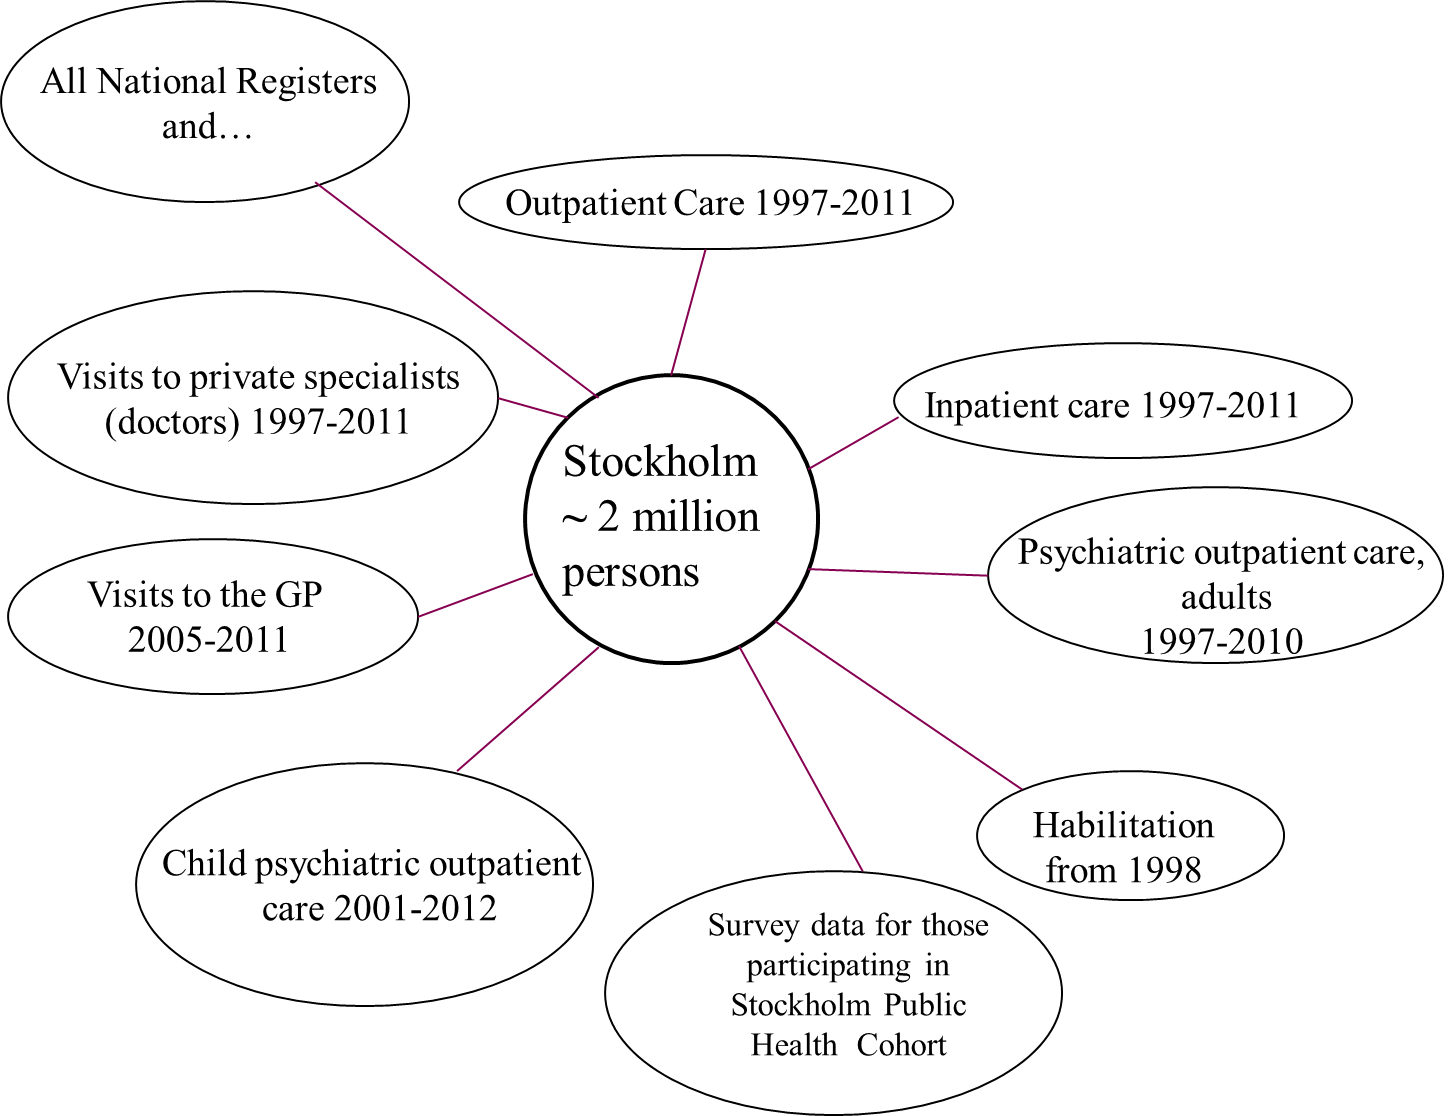 All National Registers
and…
Outpatient Care 1997-2011
Visits to private specialists
(doctors) 1997-2011
Inpatient care 1997-2011
Stockholm
~ 2 million
persons
Psychiatric outpatient care,
adults
1997-2010
Visits to the GP
2005-2011
Habilitation
from 1998
Child psychiatric outpatient
care 2001-2012
Survey data for those
participating in
Stockholm Public
Health Cohort